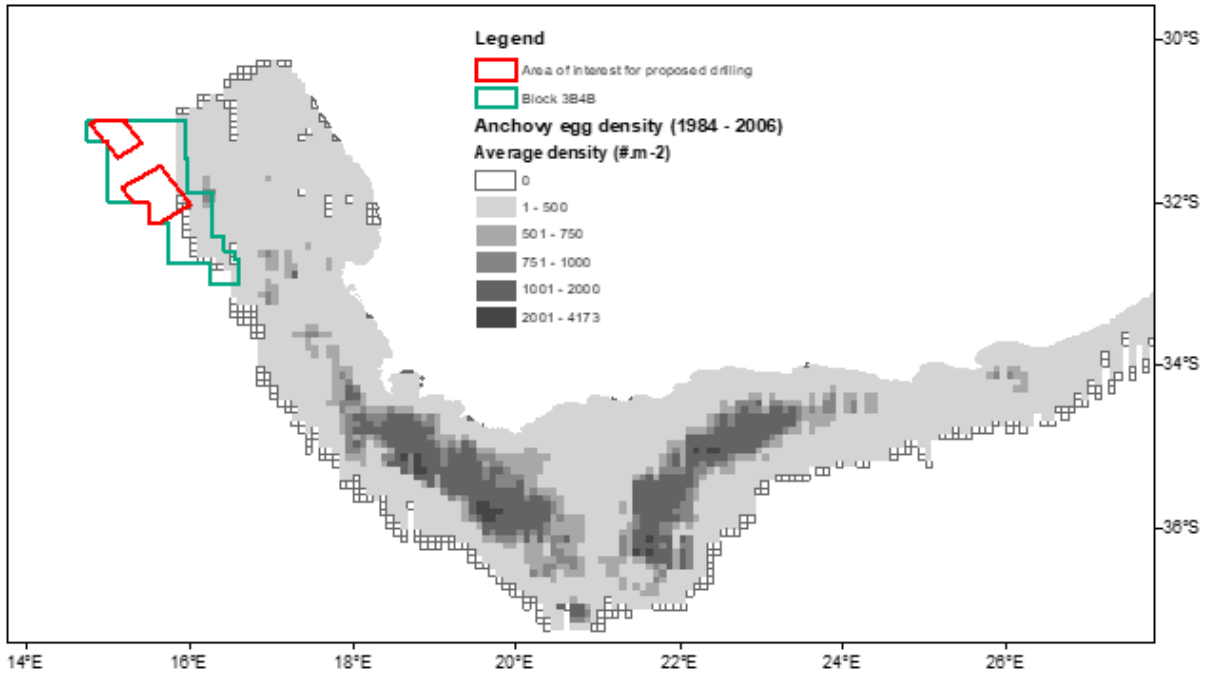 Legend
Area of interest for proposed drilling
Block 3B4B
Anchovy egg density (1984 - 2006)
Average density (#.m-2)
0
1 - 500
501 - 750
751 - 1000
1001 - 2000
2001 - 4173
30°S
32°S
34°S
36°S
14°E
16°E
18°E
20°E
22°E
24°E
26°E